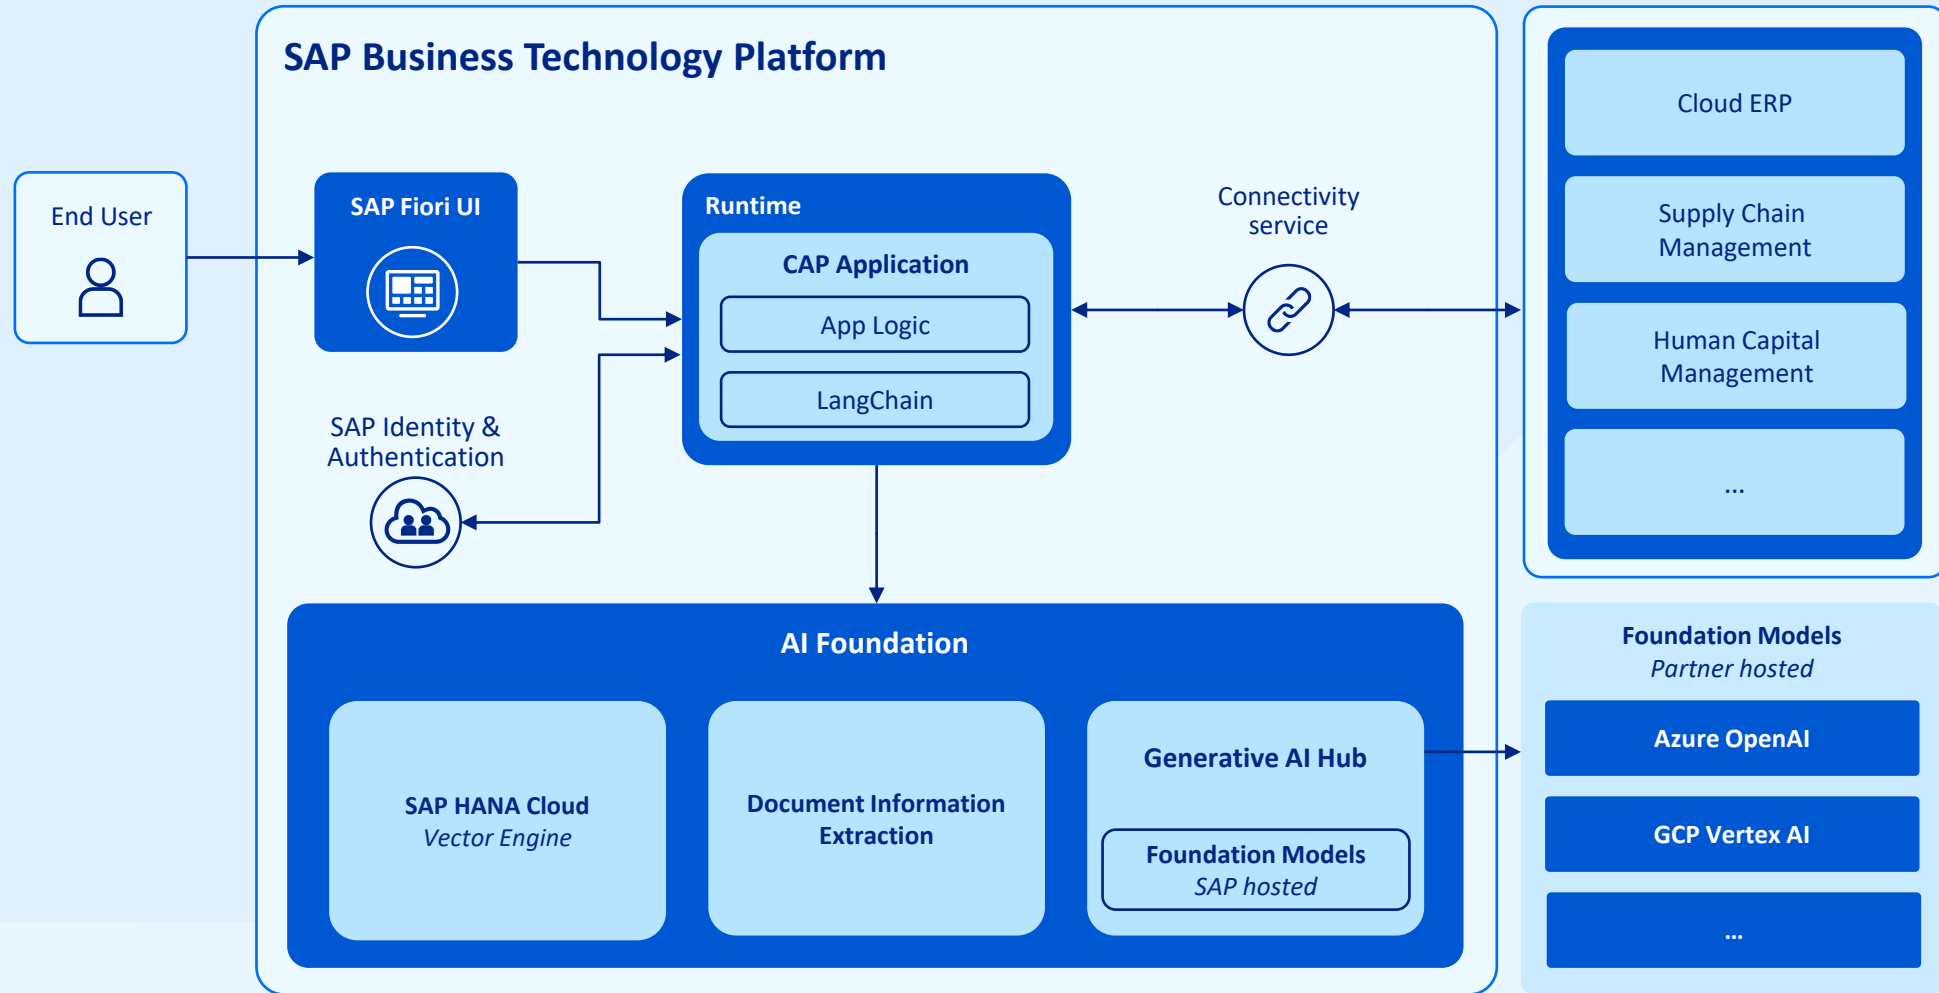 SAP Business Technology Platform
End User
SAP Fiori UI
Runtime
CAP Application
App Logic
LangChain
Connectivity
service
SAP Identity &
Authentication
Cloud ERP
Supply Chain
Management
Human Capital
Management
...
AI Foundation
SAP HANA Cloud
Vector Engine
Document Information
Extraction
Generative AI Hub
Foundation Models
SAP hosted
Foundation Models
Partner hosted
Azure OpenAI
GCP Vertex AI
...